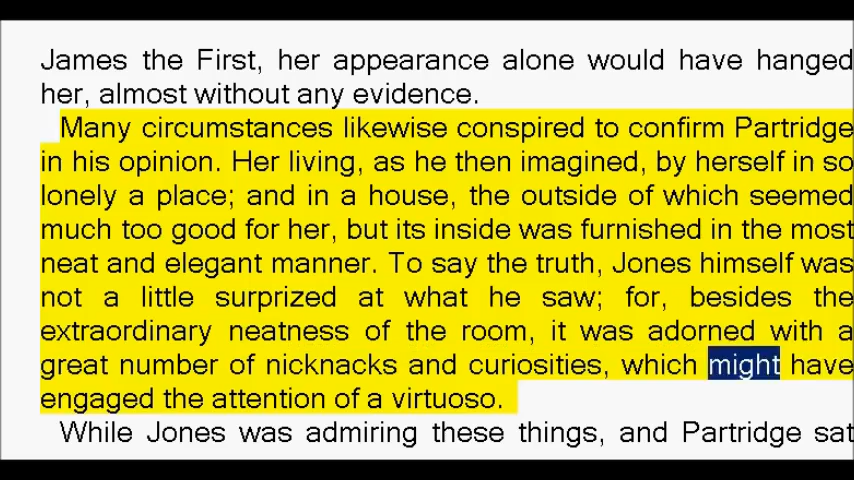 James the First, her appearance alone would have hanged
her, almost without any evidence.
Many circumstances likewise conspired to confirm Partridge
in his opinion. Her living, as he then imagined, by herself in so
lonely a place; and in a house, the outside of which seemed
much too good for her, but its inside was furnished in the most
neat and elegant manner. To say the truth, Jones himself was
not a little surprized at what he saw; for, besides the
extraordinary neatness of the room, it was adorned with a
great number of nicknacks and curiosities, which might have
engaged the attention of a virtuoso.
While Jones was admiring these things, and Partridge sat